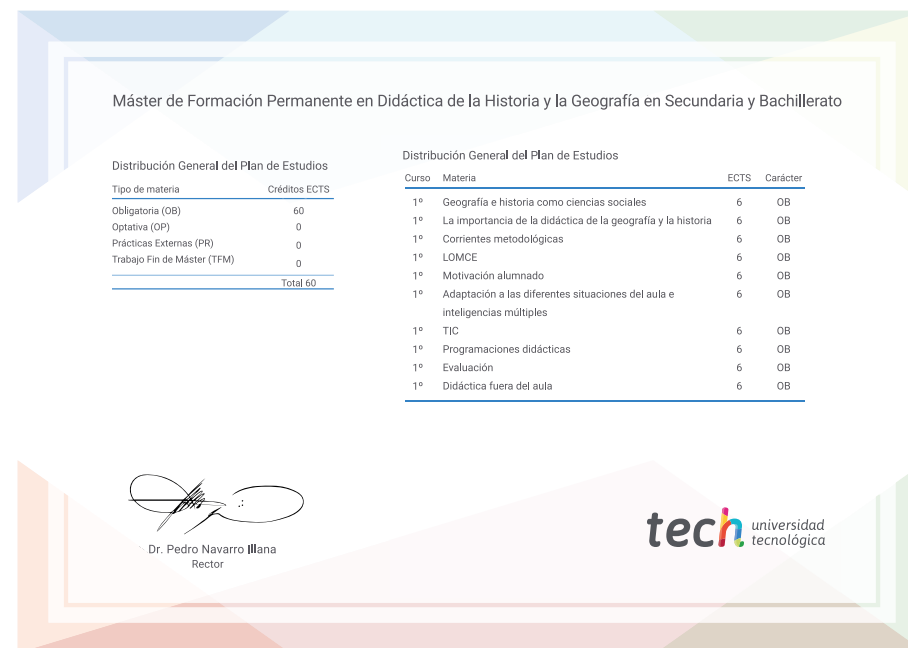 Máster de Formación Permanente en Didáctica de la Historia y la Geografía en Secundaria y Bachillerato
Distribución General del Plan de Estudios
Tipo de materia Créditos ECTS
Obligatoria (OB) 60
Optativa (OP) 0
Prácticas Externas (PR) 0
Trabajo Fin de Máster (TFM) 0
Total 60
Distribución General del Plan de Estudios
Curso Materia ECTS Carácter
1º Geografía e historia como ciencias sociales 6 OB
1º La importancia de la didáctica de la geografía y la historia 6 OB
1º Corrientes metodológicas 6 OB
1º LOMCE 6 OB
1º Motivación alumnado 6 OB
1º Adaptación a las diferentes situaciones del aula e 6 OB
inteligencias múltiples
1º TIC 6 OB
1º Programaciones didácticas 6 OB
1º Evaluación 6 OB
1º Didáctica fuera del aula 6 OB
Dr. Pedro Navarro Illana
Rector
tech universidad
tecnológica